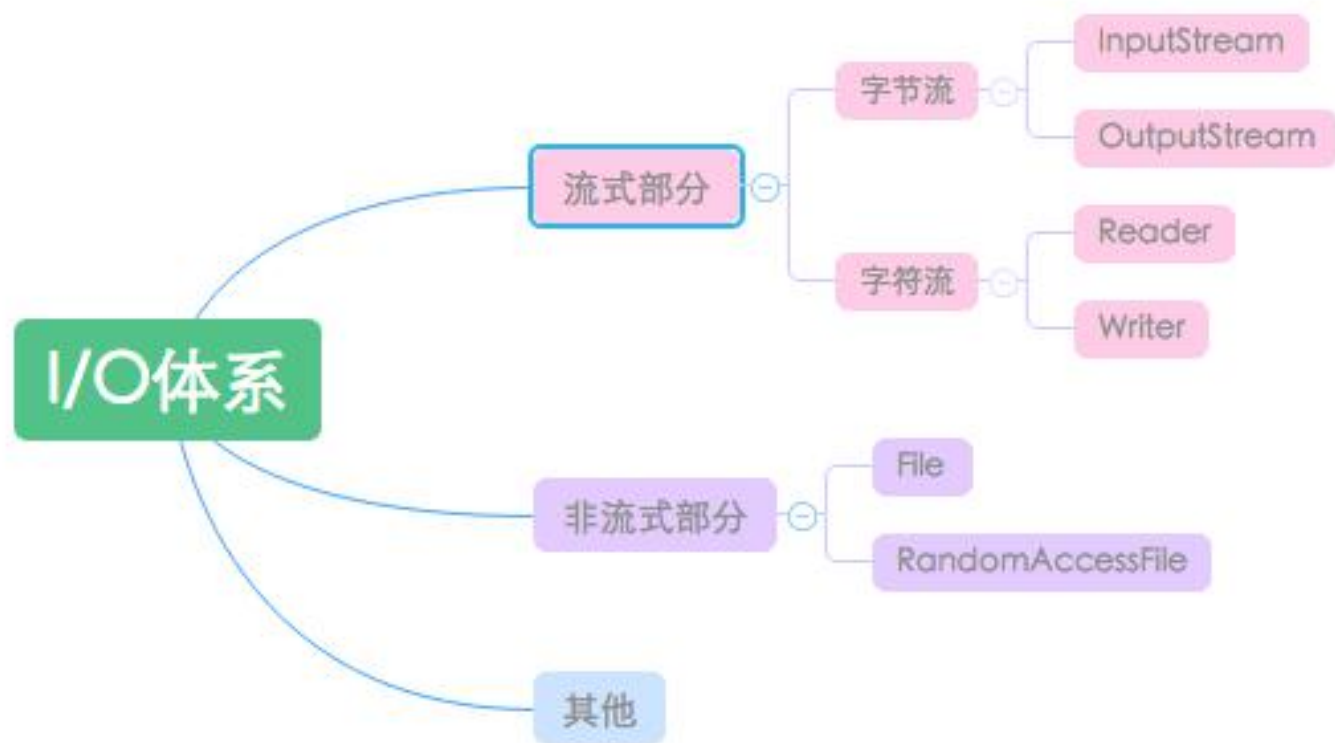 I/O体系
流式部分
字节流
InputStream
OutputStream
字符流
Reader
Writer
非流式部分
File
RandomAccessFile
其他